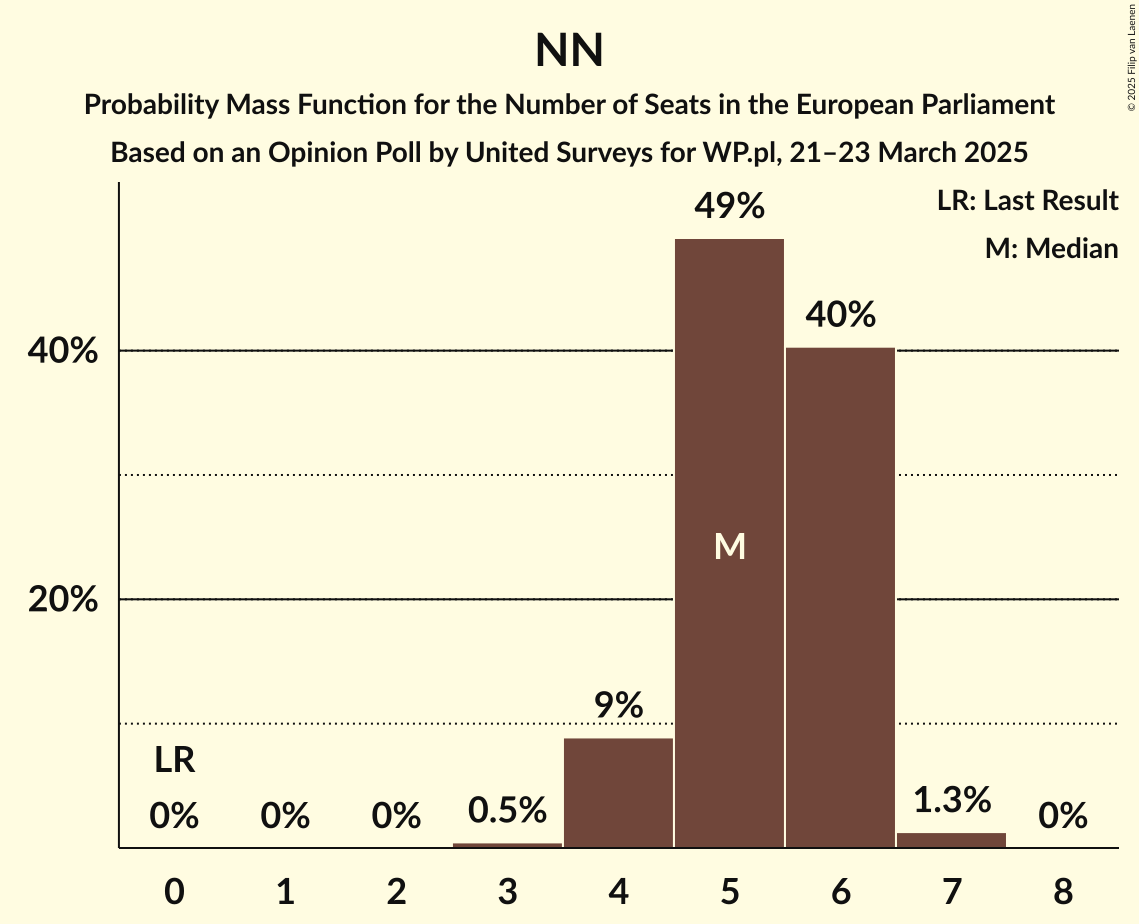 NN
Probability Mass Function for the Number of Seats in the European Parliament
Based on an Opinion Poll by United Surveys for WP.pl, 21–23 March 2025
© 2025 Filip van Laenen
LR: Last Result
M: Median
49%
40%
40%
M
20%
9%
LR
0%
0%
0%
0.5%
1.3%
0%
0
1
2
3
4
5
6
7
8